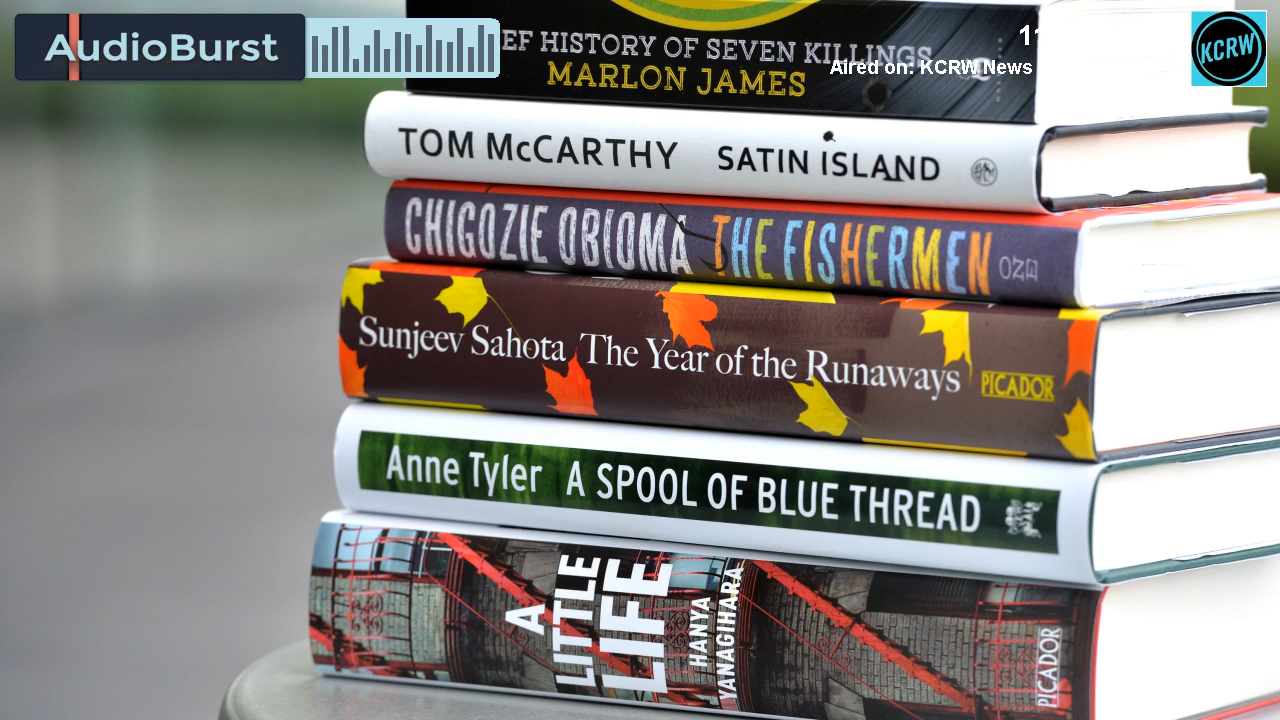 AudioBurst
EF HISTORY OF SEVEN KILLINGS
MARLON JAMES
Aired on: KCRW News
KCRW
TOM McCARTHY SATIN ISLAND
CHIGOZIE OBIOMA THE FISHERMEN ONE
Sunjeev Sahota The Year of the Runaways PICADOR
Anne Tyler A SPOOL OF BLUE THREAD
A
LITTLE
LIFE
HANYA
YANAGIHARA
PICADOR